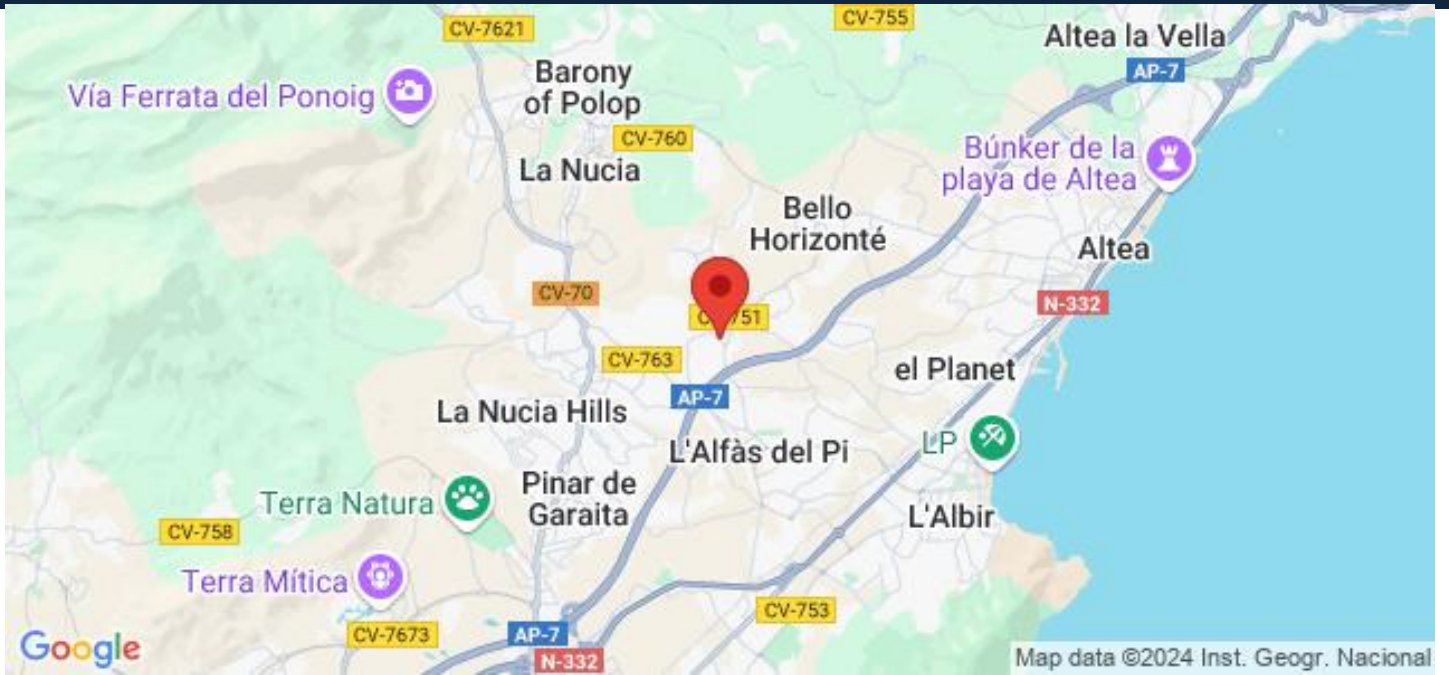 CV-7621
CV-755
Altea la Vella
AP-7
Barony
of Polop
Vía Ferrata del Ponoig
CV-760
La Nucia
Búnker de la
playa de Altea
Bello
Horizonté
Altea
CV-70
N-332
751
CV-763
el Planet
AP-7
La Nucia Hills
LP
L'Alfàs del Pi
Terra Natura
Pinar de
Garaita
L'Albir
CV-758
Terra Mítica
CV-753
CV-7673
AP-7
N-332
Google
Map data ©2024 Inst. Geogr. Nacional